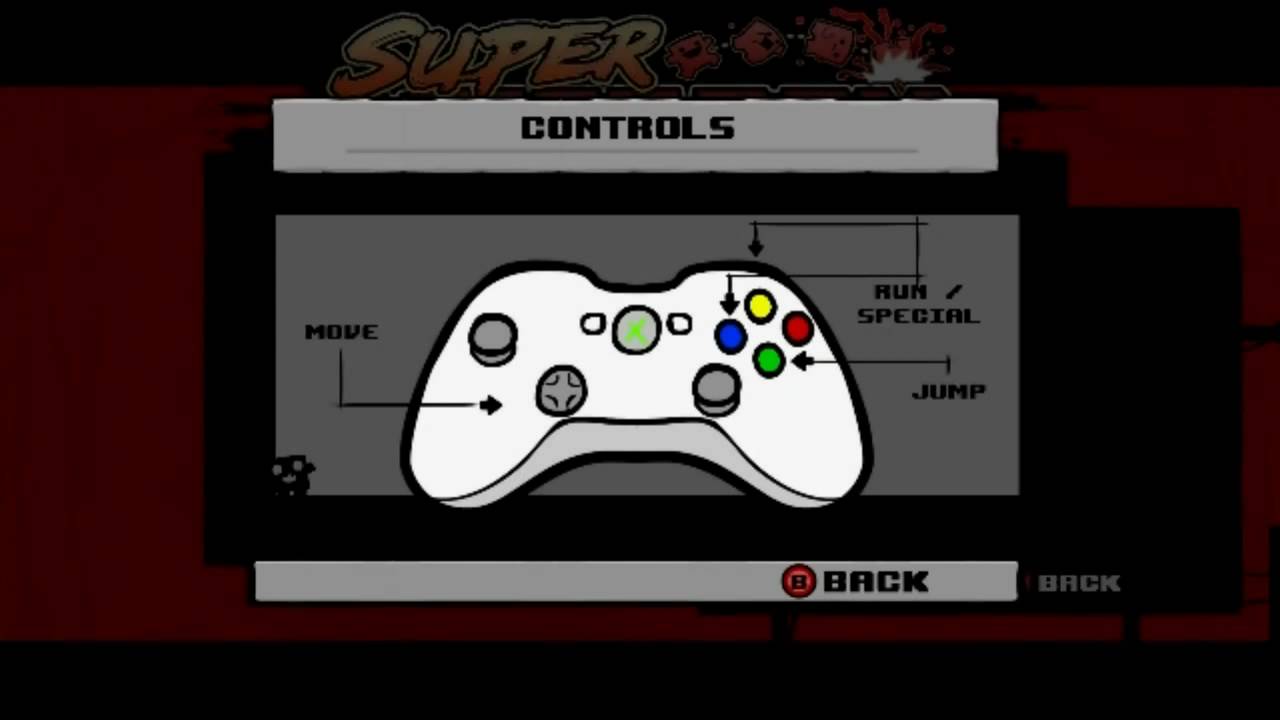 SUPER
CONTROLS
RUN /
SPECIAL
MOVE
JUMP
B BACK
BACK